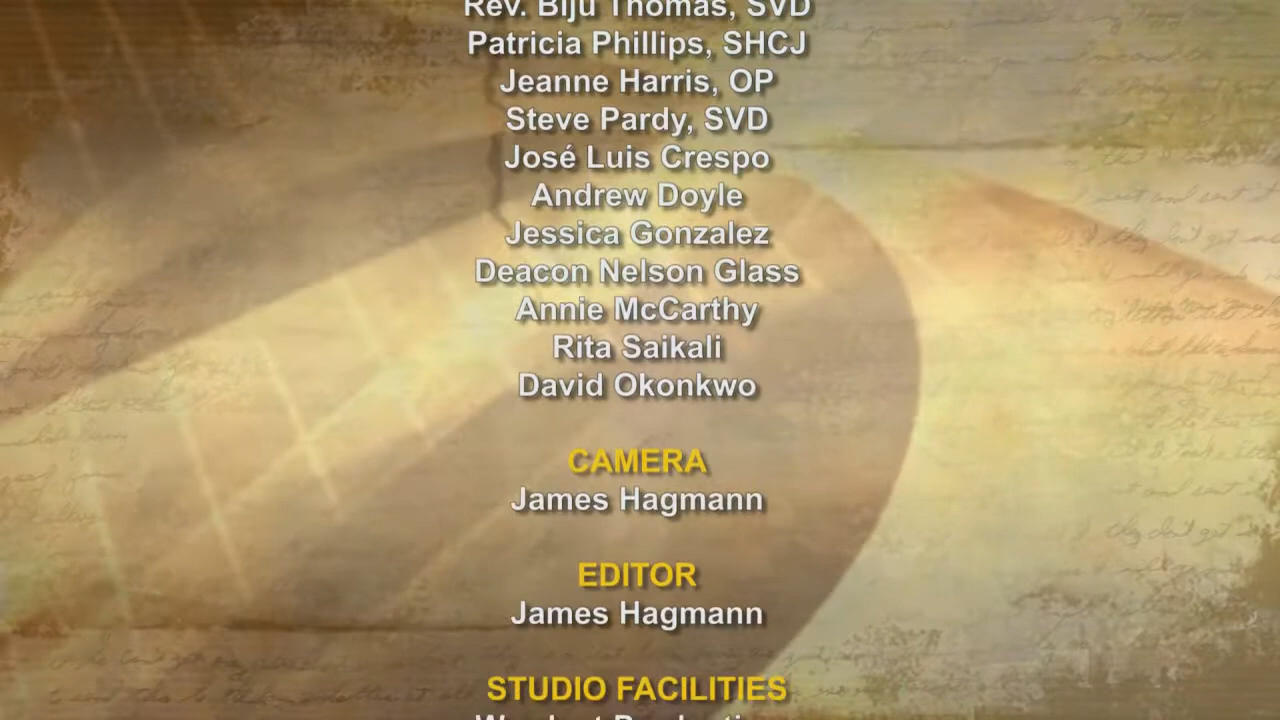 Rev. Biju Thomas, SVD
Patricia Phillips, SHCJ
Jeanne Harris, OP
Steve Pardy, SVD
José Luis Crespo
Andrew Doyle
Jessica Gonzalez
Deacon Nelson Glass
Annie McCarthy
Rita Saikali
David Okonkwo
CAMERA
James Hagmann
EDITOR
James Hagmann
STUDIO FACILITIES